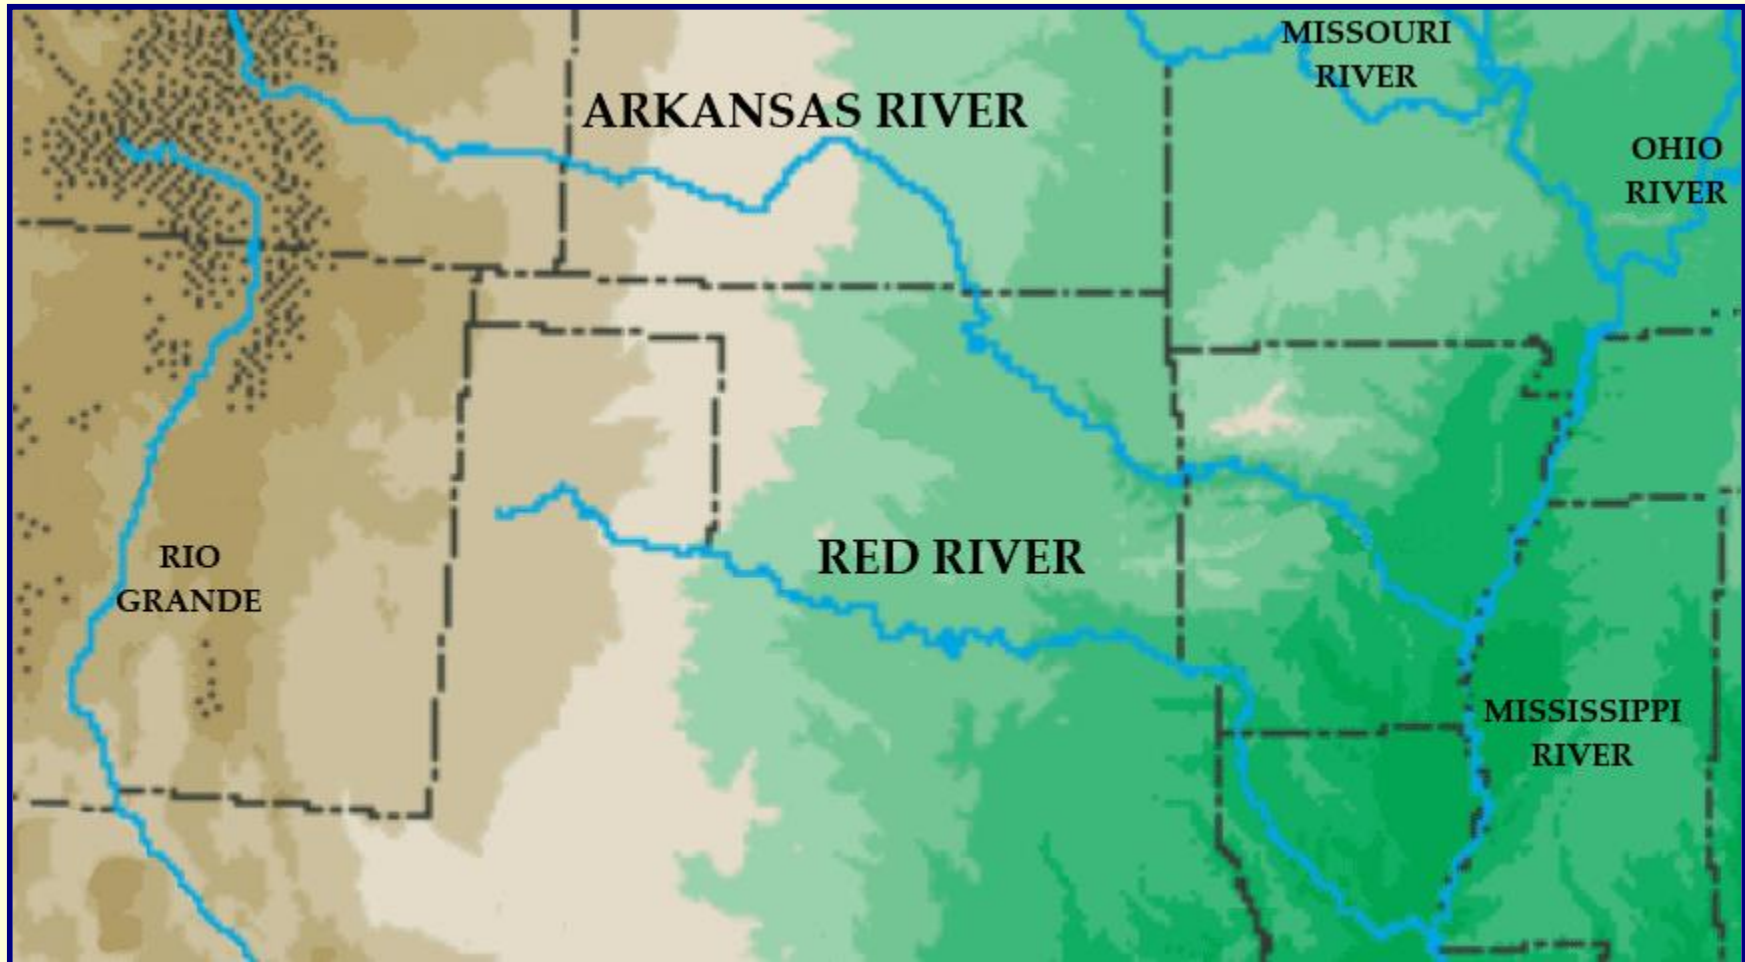 MISSOURI
RIVER
ARKANSAS RIVER
OHIO
RIVER
RED RIVER
RIO
GRANDE
MISSISSIPPI
RIVER